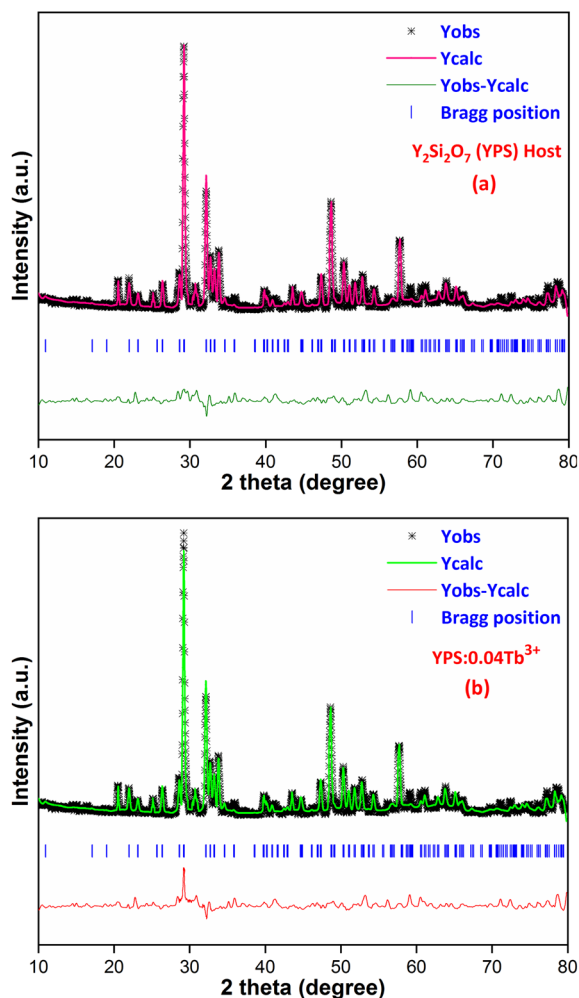 Yobs
Ycalc
Yobs-Ycalc
Bragg position
Y₂Si₂O₇ (YPS) Host
(a)
Intensity (a.u.)
10 20 30 40 50 60 70 80
2 theta (degree)
Yobs
Ycalc
Yobs-Ycalc
Bragg position
YPS:0.04Tb³⁺
(b)
Intensity (a.u.)
10 20 30 40 50 60 70 80
2 theta (degree)